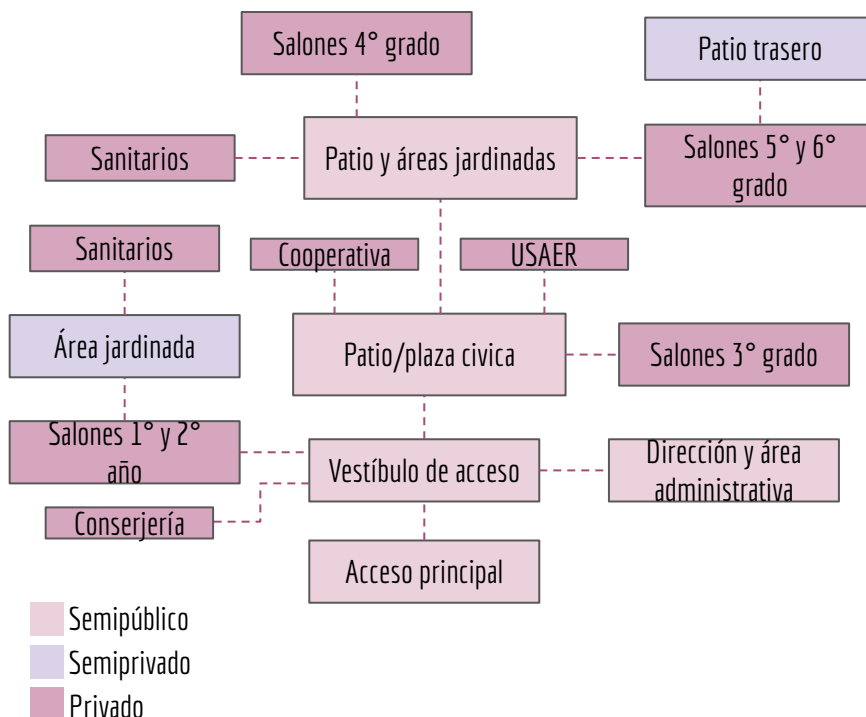 Salones 4° grado
Patio trasero
Sanitarios
Patio y áreas jardinadas
Salones 5° y 6°
grado
Sanitarios
Cooperativa
USAER
Área jardinada
Patio/plaza civica
Salones 3° grado
Salones 1° y 2°
año
Vestíbulo de acceso
Dirección y área
administrativa
Conserjería
Acceso principal
Semipúblico
Semiprivado
Privado